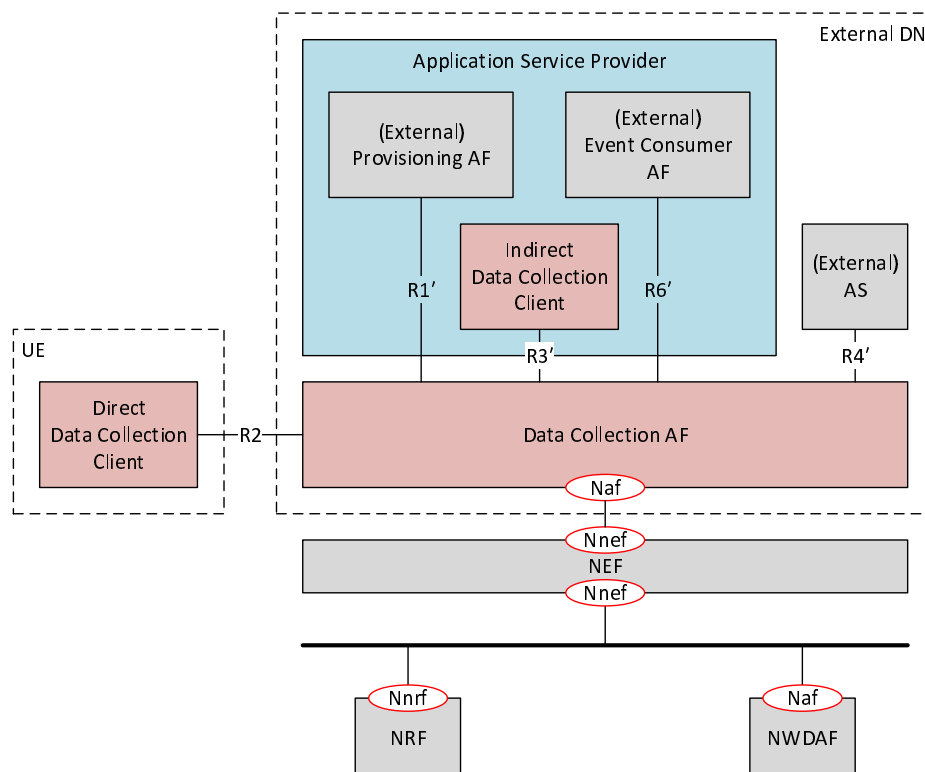 External DN
Application Service Provider
(External)
Provisioning AF
(External)
Event Consumer
AF
Indirect
Data Collection
Client
(External)
AS
R1′
R6′
R3′
R4′
UE
Direct
Data Collection
Client
R2
Data Collection AF
Naf
Nnef
NEF
Nnef
Nnrf
NRF
Naf
NWDAF